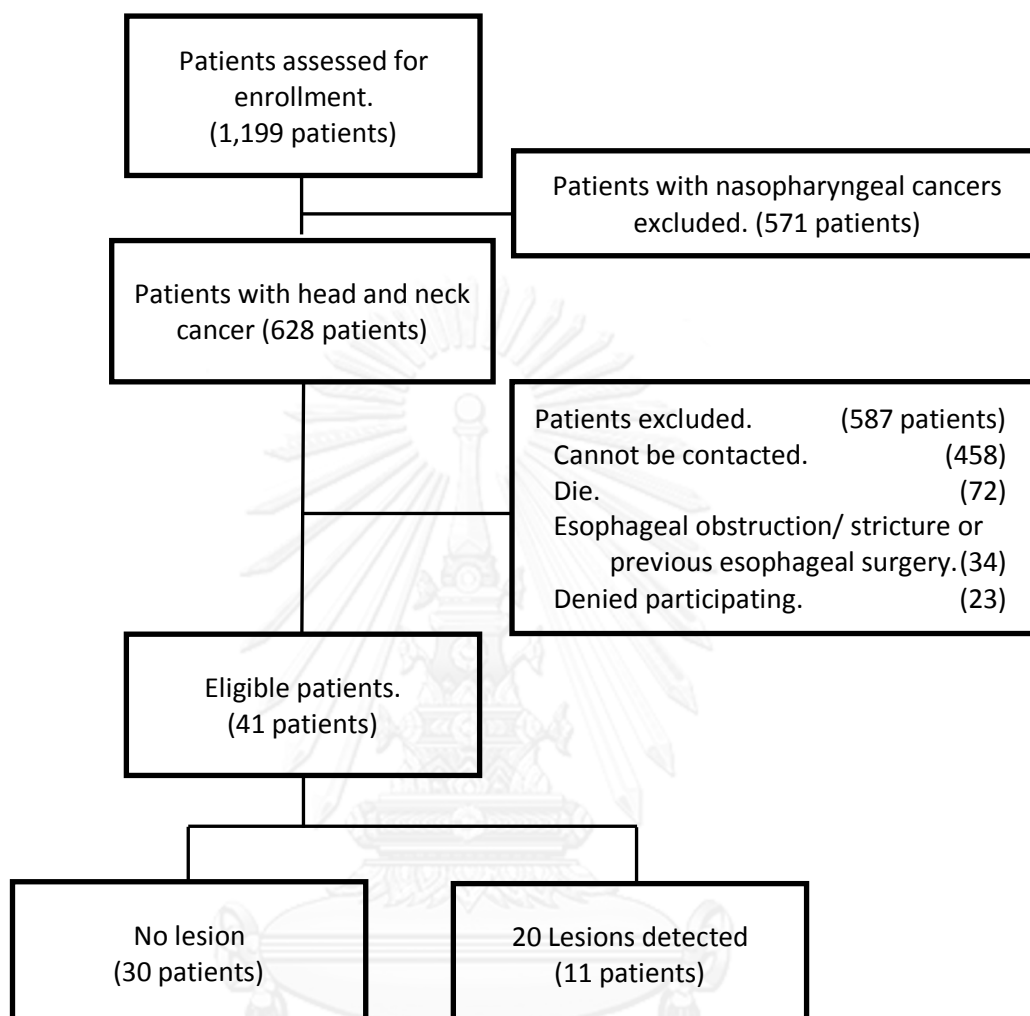 Patients assessed for
enrollment.
(1,199 patients)
Patients with nasopharyngeal cancers
excluded. (571 patients)
Patients with head and neck
cancer (628 patients)
Patients excluded. (587 patients)
Cannot be contacted. (458)
Die. (72)
Esophageal obstruction/ stricture or
previous esophageal surgery.(34)
Denied participating. (23)
Eligible patients.
(41 patients)
No lesion
(30 patients)
20 Lesions detected
(11 patients)